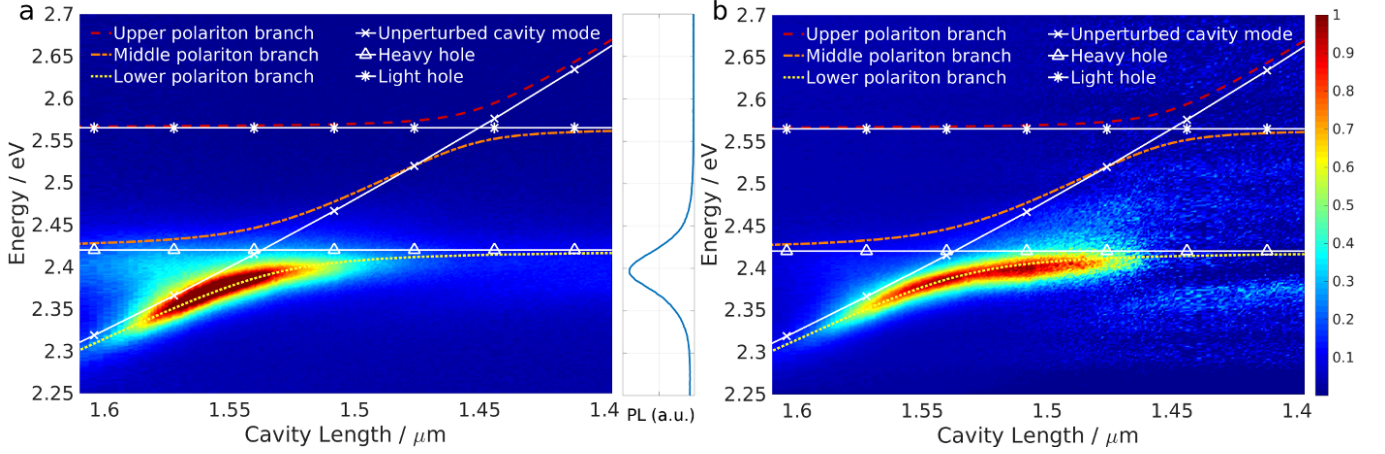 a
2.7
2.65
2.6
2.55
2.5
2.45
2.4
2.35
2.3
2.25
Energy / eV
Upper polariton branch
Middle polariton branch
Lower polariton branch
Unperturbed cavity mode
Heavy hole
Light hole
1.6
1.55
1.5
1.45
1.4
Cavity Length / μm
PL (a.u.)
b
2.7
2.65
2.6
2.55
2.5
2.45
2.4
2.35
2.3
2.25
Energy / eV
Upper polariton branch
Middle polariton branch
Lower polariton branch
Unperturbed cavity mode
Heavy hole
Light hole
1.6
1.55
1.5
1.45
1.4
Cavity Length / μm
1
0.9
0.8
0.7
0.6
0.5
0.4
0.3
0.2
0.1